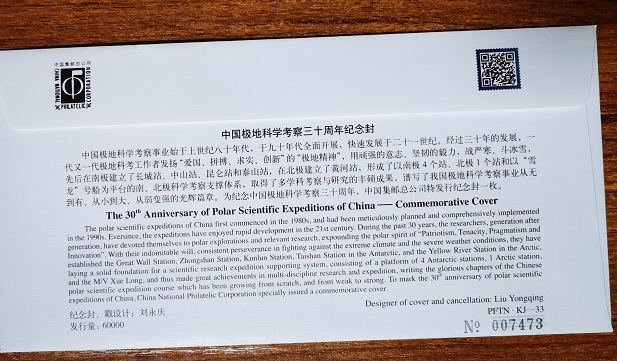 中国集邮总公司
CHINA NATIONAL
PHILATELIC
CORPORATION
中国极地科学考察三十周年纪念封
中国极地科学考察事业始于上世纪八十年代，于九十年代全面开展，快速发展于二十一世纪。经过三十年的发展，一
代又一代极地科考工作者发扬“爱国、拼搏、求实、创新”的“极地精神”，用顽强的意志、坚韧的毅力，战严寒、斗冰雪，
先后在南极建立了长城站、中山站、昆仑站和泰山站，在北极建立了黄河站，形成了以南极4个站、北极1个站和以“雪
龙”号船为平台的南、北极科学考察支撑体系，取得了多学科考察与研究的丰硕成果，谱写了我国极地考察事业从无
到有、从小到大、从弱变强的光辉篇章。为纪念中国极地科学考察三十周年，中国集邮总公司特发行纪念封一枚。
The 30th Anniversary of Polar Scientific Expeditions of China — Commemorative Cover
The polar scientific expeditions of China first commenced in the 1980s, and had been meticulously planned and comprehensively implemented
in the 1990s. Eversince, the expeditions have enjoyed rapid development in the 21st century. During the past 30 years, the researchers, generation after
generation, have devoted themselves to polar explorations and relevant research, expounding the polar spirit of “Patriotism, Tenacity, Pragmatism and
Innovation”. With their indomitable will, consistent perseverance in fighting against the extreme climate and the severe weather conditions, they have
established the Great Wall Station, Zhongshan Station, Kunlun Station, Taishan Station in the Antarctic, and the Yellow River Station in the Arctic,
laying a solid foundation for a scientific research expedition supporting system, consisting of a platform of 4 Antarctic stations, 1 Arctic station,
and the M/V Xue Long, and thus made great achievements in multi-discipline research and expedition, writing the glorious chapters of the Chinese
polar scientific expedition course which has been growing from scratch, and from weak to strong. To mark the 30th anniversary of polar scientific
expeditions of China, China National Philatelic Corporation specially issued a commemorative cover.
纪念封、戳设计：刘永庆
发行量：60000
Designer of cover and cancellation: Liu Yongqing
PFTN·KJ—33
№ 007473